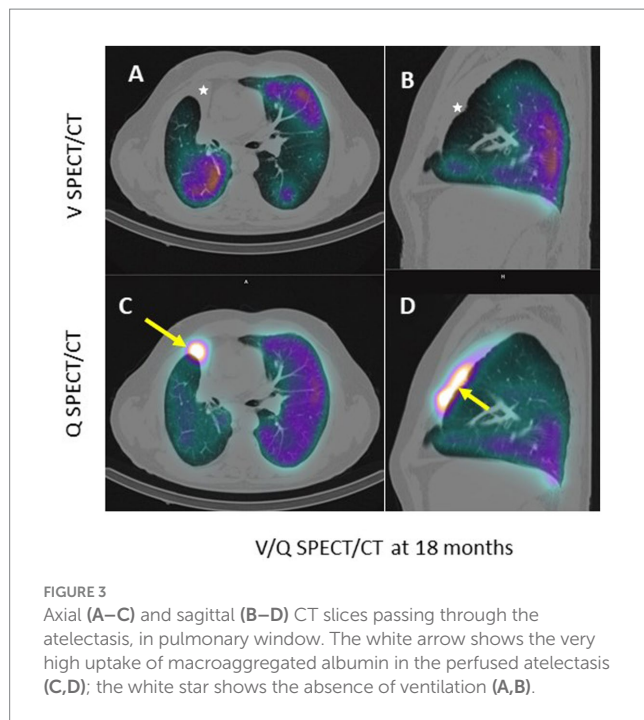 A
B
V SPECT/CT
C
D
Q SPECT/CT
V/Q SPECT/CT at 18 months
FIGURE 3
Axial (A–C) and sagittal (B–D) CT slices passing through the
atelectasis, in pulmonary window. The white arrow shows the very
high uptake of macroaggregated albumin in the perfused atelectasis
(C,D); the white star shows the absence of ventilation (A,B).